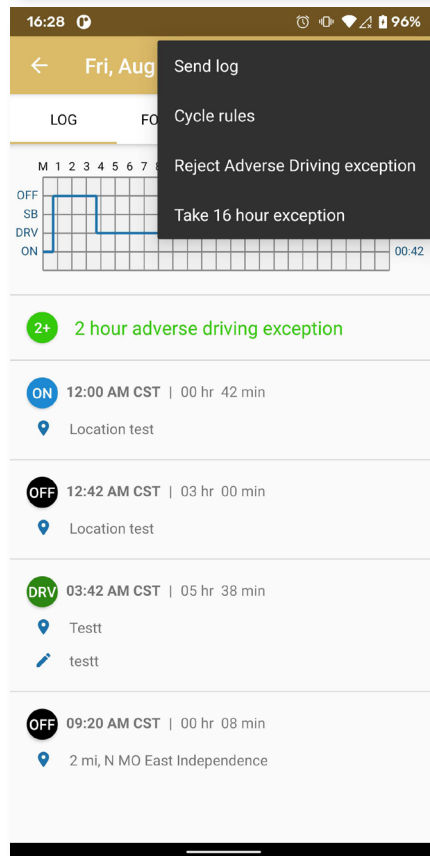 16:28 96%
Fri, Aug
Send log
Cycle rules
Reject Adverse Driving exception
Take 16 hour exception
LOG FO
M 1 2 3 4 5 6 7 8
OFF
SB
DRV
ON 00:42
2+ 2 hour adverse driving exception
ON 12:00 AM CST | 00 hr 42 min
Location test
OFF 12:42 AM CST | 03 hr 00 min
Location test
DRV 03:42 AM CST | 05 hr 38 min
Testt
testt
OFF 09:20 AM CST | 00 hr 08 min
2 mi, N MO East Independence